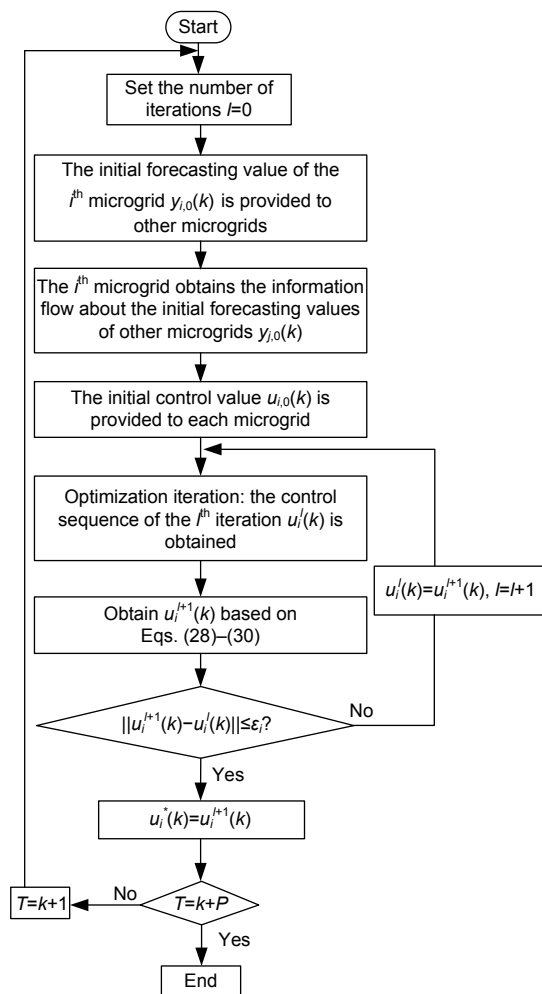 Start
Set the number of
iterations l=0
The initial forecasting value of the
ith microgrid yi,0(k) is provided to
other microgrids
The ith microgrid obtains the information
flow about the initial forecasting values
of other microgrids yj,0(k)
The initial control value ui,0(k) is
provided to each microgrid
Optimization iteration: the control
sequence of the lth iteration uil(k) is
obtained
uil(k)=uil+1(k), l=l+1
Obtain uil+1(k) based on
Eqs. (28)–(30)
||uil+1(k)−uil(k)||≤εi?
No
Yes
ui*(k)=uil+1(k)
T=k+1
No
T=k+P
Yes
End